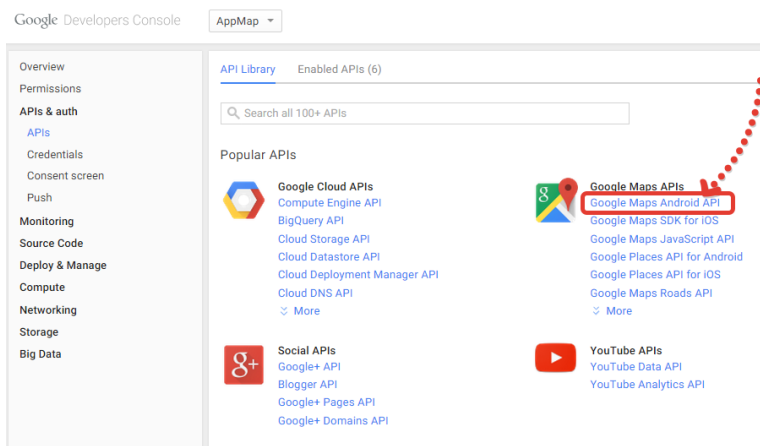 Google Developers Console
AppMap
Overview
Permissions
APIs & auth
APIs
Credentials
Consent screen
Push
Monitoring
Source Code
Deploy & Manage
Compute
Networking
Storage
Big Data
API Library
Enabled APIs (6)
Search all 100+ APIs
Popular APIs
Google Cloud APIs
Compute Engine API
BigQuery API
Cloud Storage API
Cloud Datastore API
Cloud Deployment Manager API
Cloud DNS API
More
8
Google Maps APIs
Google Maps Android API
Google Maps SDK for iOS
Google Maps JavaScript API
Google Places API for Android
Google Places API for iOS
Google Maps Roads API
More
g+
Social APIs
Google+ API
Blogger API
Google+ Pages API
Google+ Domains API
YouTube APIs
YouTube Data API
YouTube Analytics API